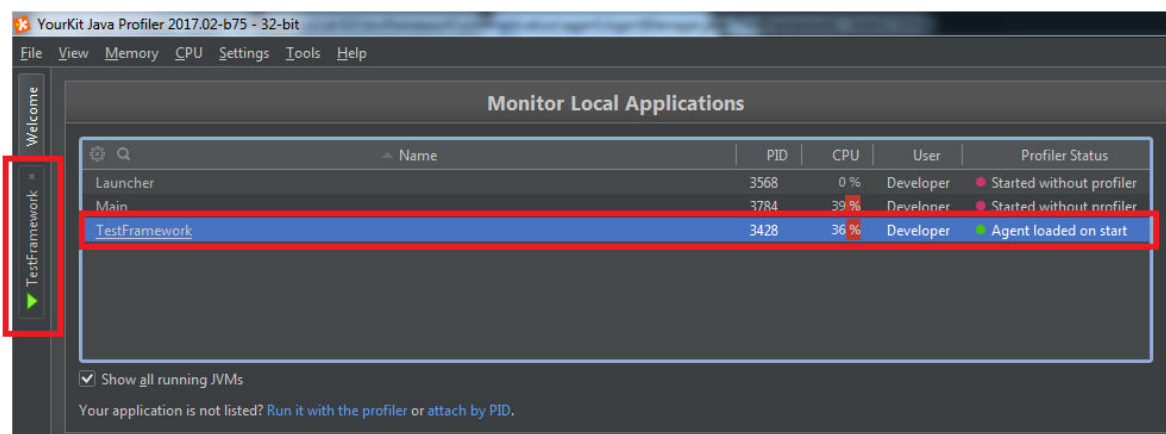 YourKit Java Profiler 2017.02-b75 - 32-bit
File View Memory CPU Settings Tools Help
Welcome
TestFramework
Monitor Local Applications
Name PID CPU User Profiler Status
Launcher 3568 0 % Developer Started without profiler
Main 3784 39 % Developer Started without profiler
TestFramework 3428 36 % Developer Agent loaded on start
Show all running JVMs
Your application is not listed? Run it with the profiler or attach by PID.